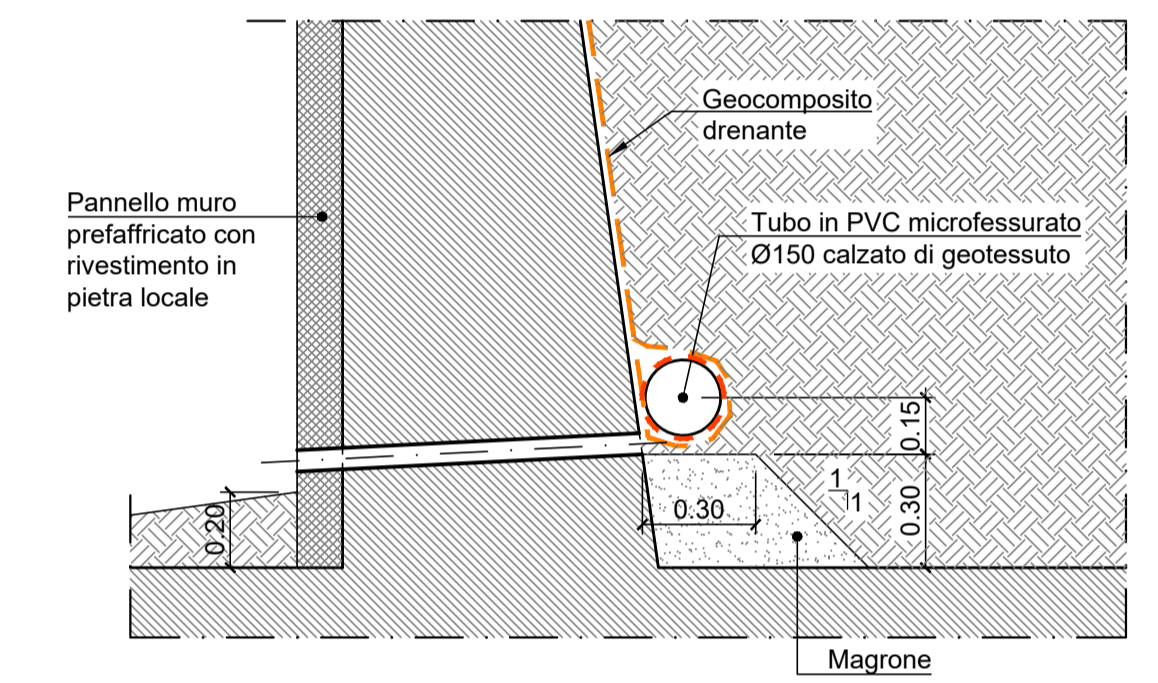 Geocomposito
drenante
Pannello muro
prefaffricato con
rivestimento in
pietra locale
Tubo in PVC microfessurato
Ø150 calzato di geotessuto
0.15
0.30
1
1
0.30
0.20
Magrone